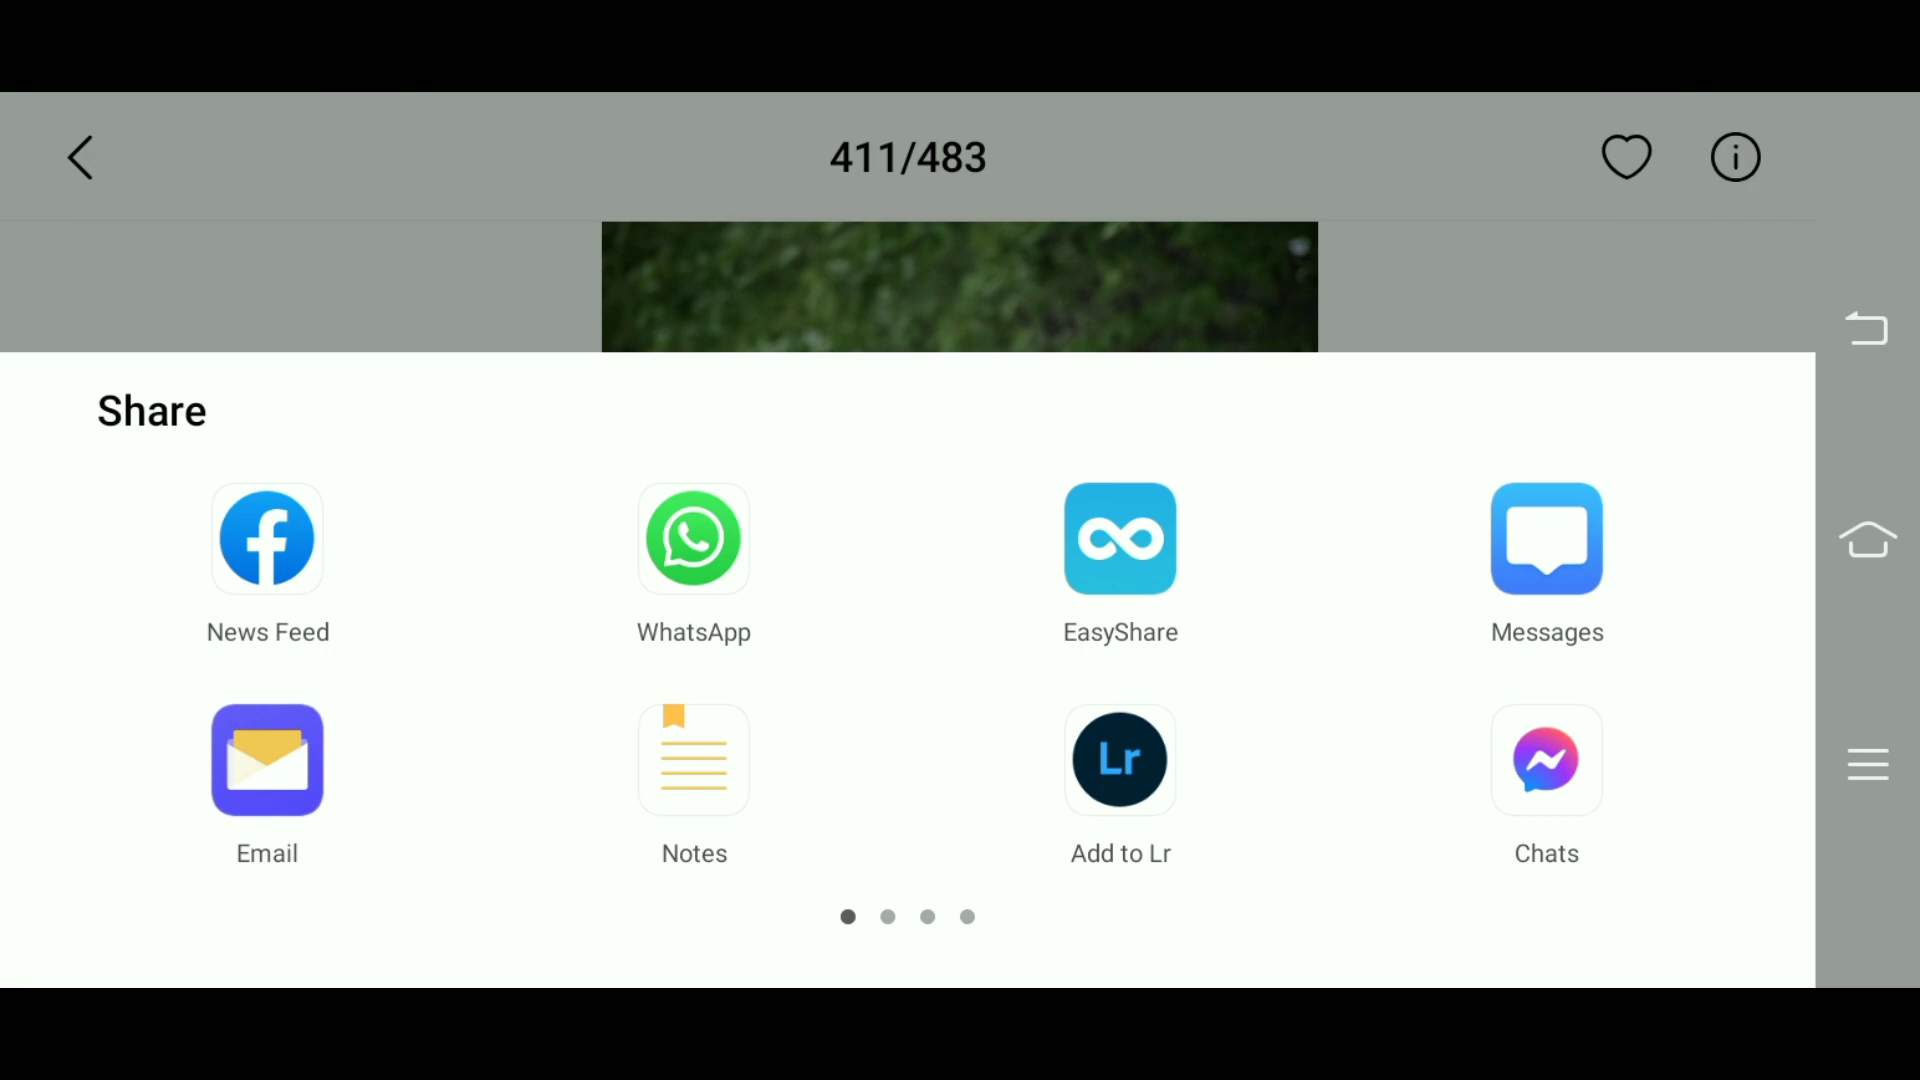 411/483
Share
News Feed
WhatsApp
EasyShare
Messages
Email
Notes
Lr
Add to Lr
Chats